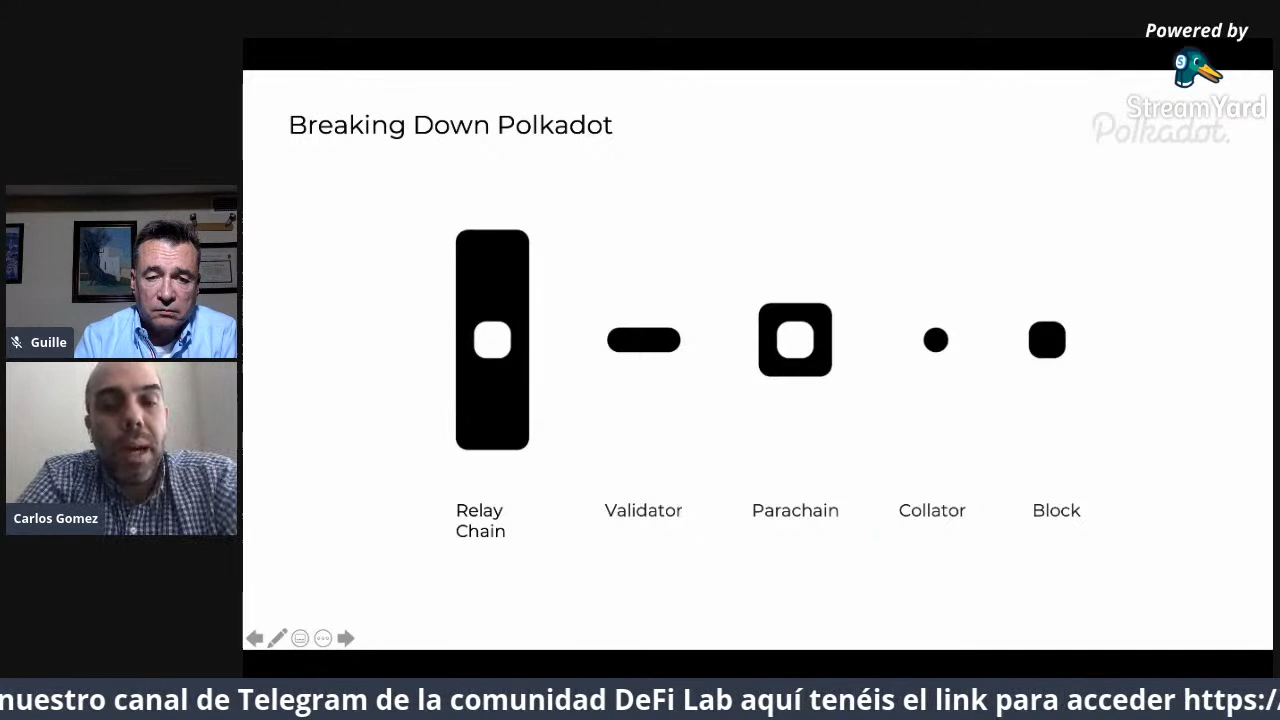 Powered by
StreamYard
Polkadot.
Breaking Down Polkadot
Guille
Carlos Gomez
Relay
Chain
Validator
Parachain
Collator
Block
nuestro canal de Telegram de la comunidad DeFi Lab aquí tenéis el link para acceder https:/